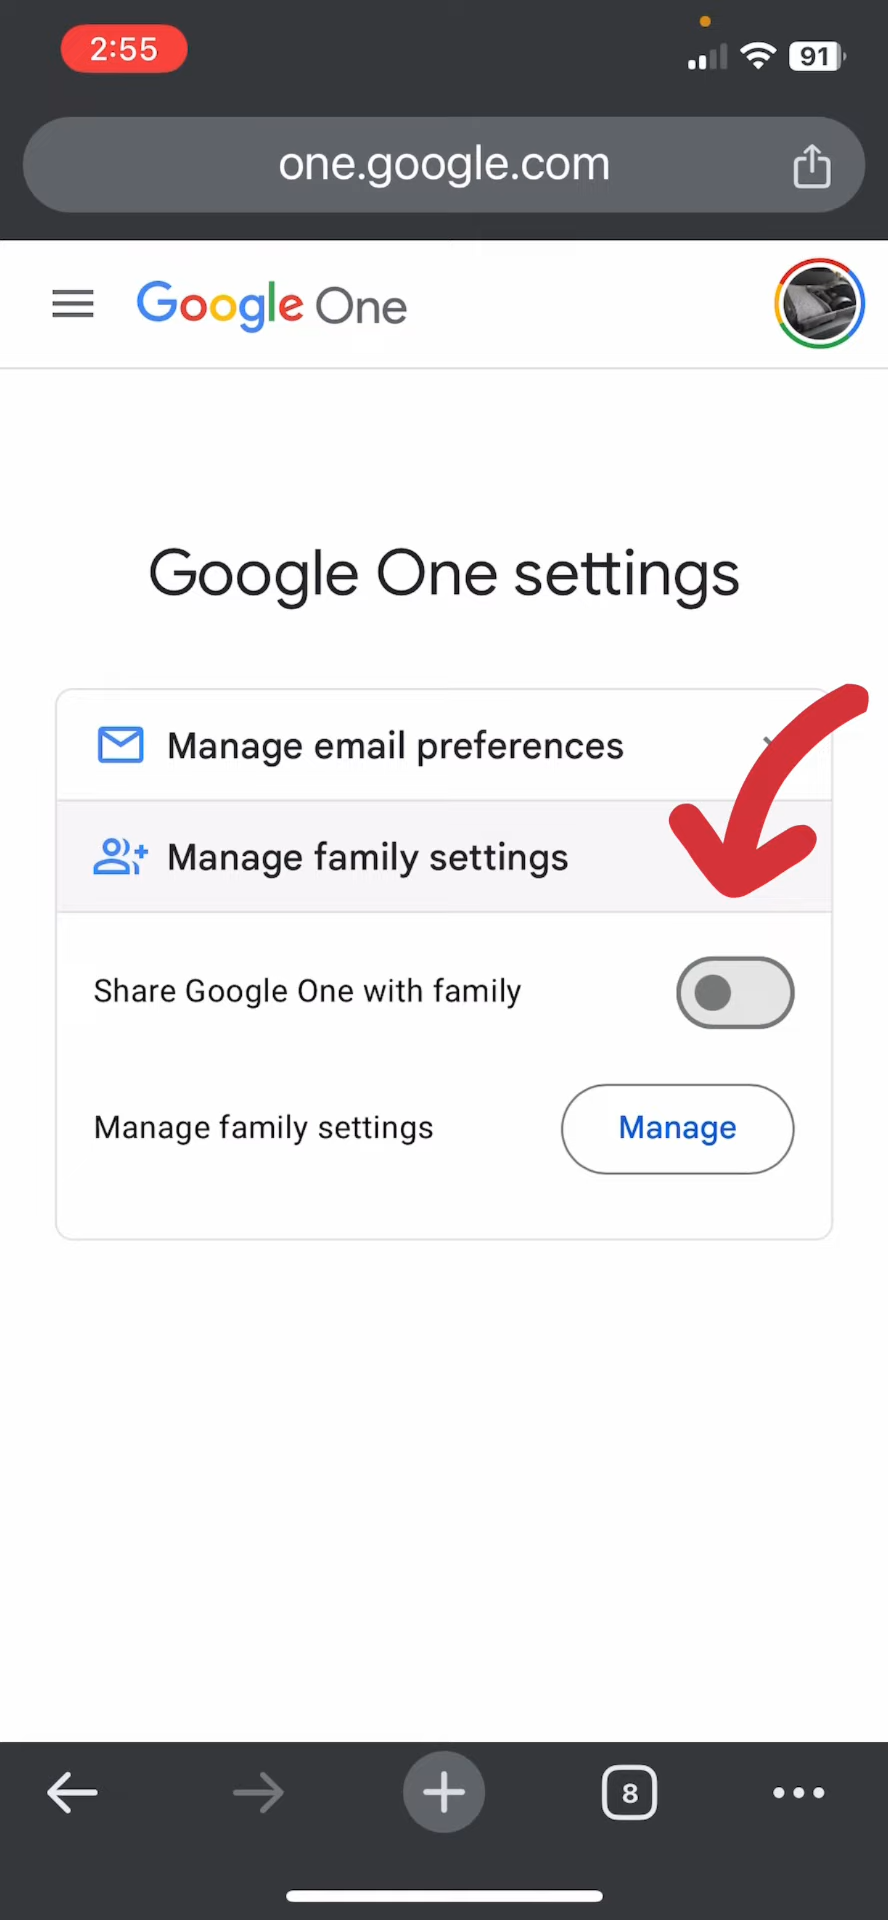 2:55
91
one.google.com
Google One
Google One settings
Manage email preferences
Manage family settings
Share Google One with family
Manage family settings
Manage
8